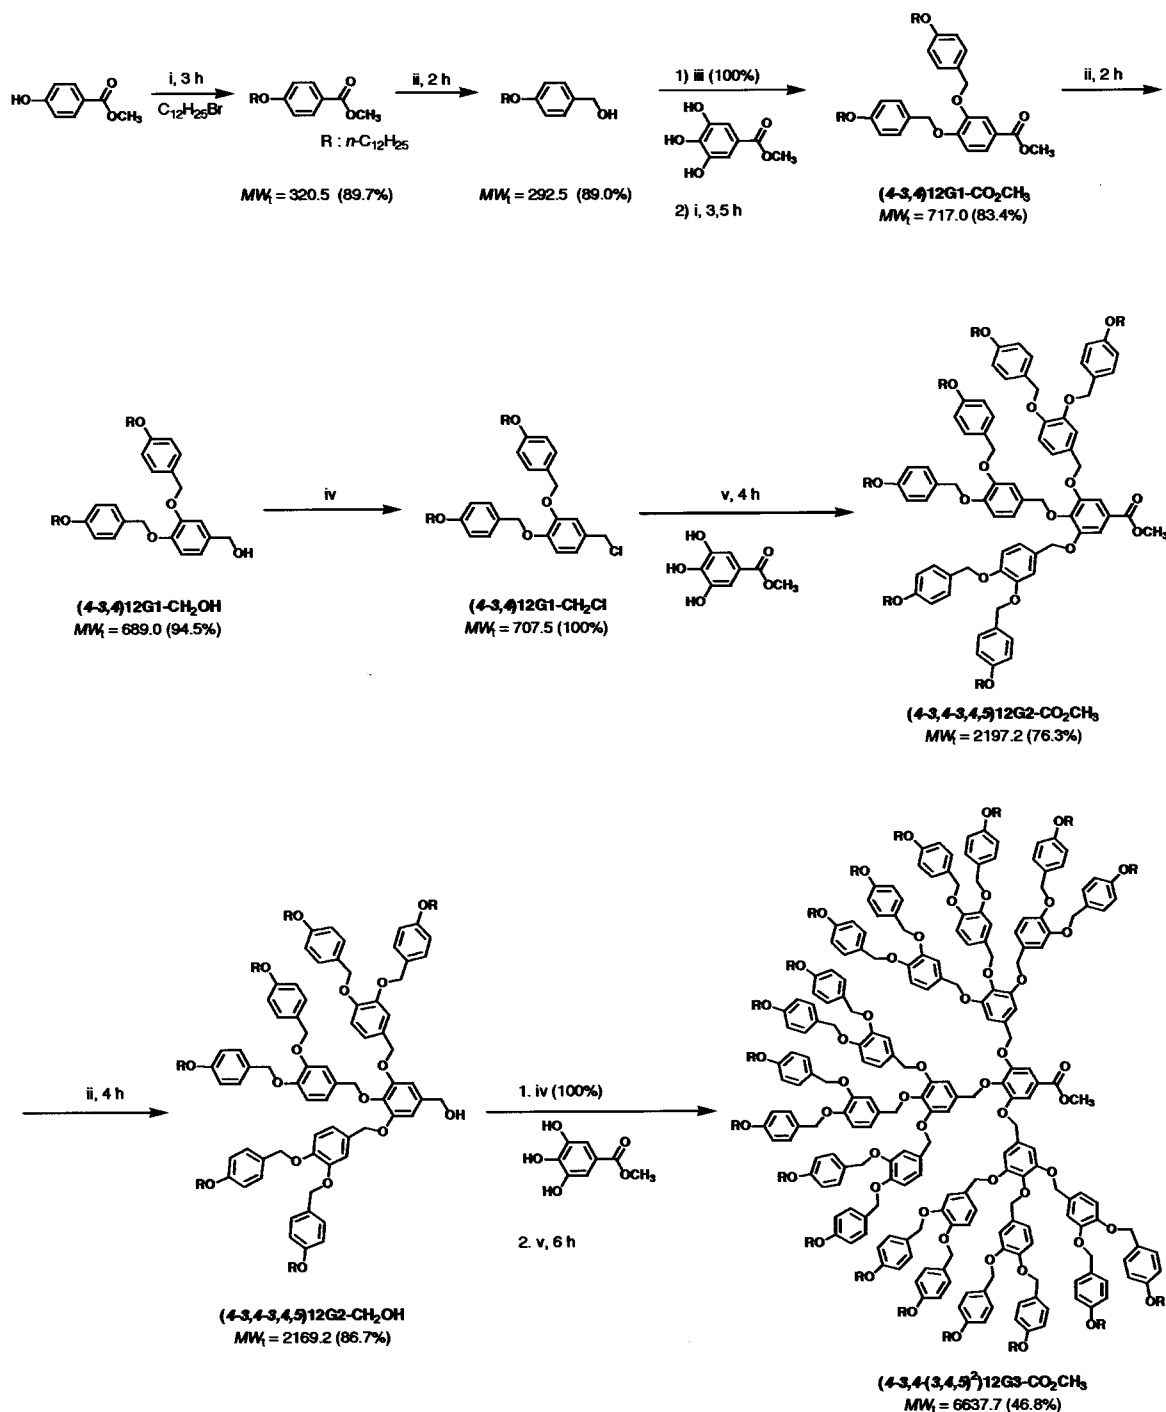 i, 3 h
C12H25Br
HO
O
OCH3
RO
O
OCH3
R : n-C12H25
MWt = 320.5 (89.7%)
ii, 2 h
RO
OH
MWt = 292.5 (89.0%)
1) iii (100%)
HO
HO
HO
O
OCH3
2) i, 3,5 h
RO
O
RO
O
O
OCH3
(4-3,4)12G1-CO2CH3
MWt = 717.0 (83.4%)
ii, 2 h
RO
O
RO
O
OH
(4-3,4)12G1-CH2OH
MWt = 689.0 (94.5%)
iv
RO
O
RO
O
Cl
(4-3,4)12G1-CH2Cl
MWt = 707.5 (100%)
v, 4 h
HO
HO
HO
O
OCH3
OR
RO
RO
O
O
O
O
RO
O
O
O
O
OCH3
O
O
RO
RO
(4-3,4-3,4,5)12G2-CO2CH3
MWt = 2197.2 (76.3%)
ii, 4 h
OR
RO
RO
O
O
O
O
RO
O
O
OH
O
O
O
RO
RO
(4-3,4-3,4,5)12G2-CH2OH
MWt = 2169.2 (86.7%)
1. iv (100%)
HO
HO
HO
O
OCH3
2. v, 6 h
RO
OR
OR
RO
OR
RO
RO
RO
RO
RO
RO
RO
RO
RO
RO
RO
OR
OR
O
OCH3
(4-3,4-(3,4,5)2)12G3-CO2CH3
MWt = 6637.7 (46.8%)